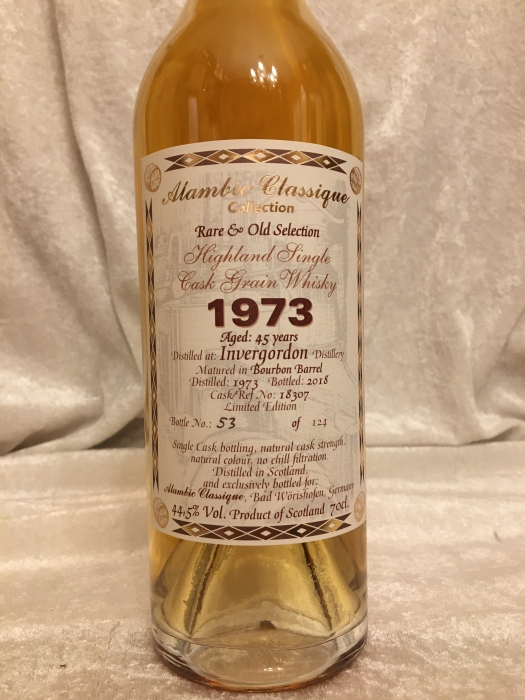 Alambic Classique
Collection
Rare & Old Selection
Highland Single
Cask Grain Whisky
1973
Aged: 45 years
Distilled at: Invergordon Distillery
Matured in Bourbon Barrel
Distilled: 1973 Bottled: 2018
Cask/Ref No: 18307
Limited Edition
Bottle No.: 53 of 124
Single Cask bottling, natural cask strength,
natural colour, no chill filtration.
Distilled in Scotland,
and exclusively bottled for:
Alambic Classique, Bad Wörishofen, Germany
44,5% Vol. Product of Scotland 70cl.